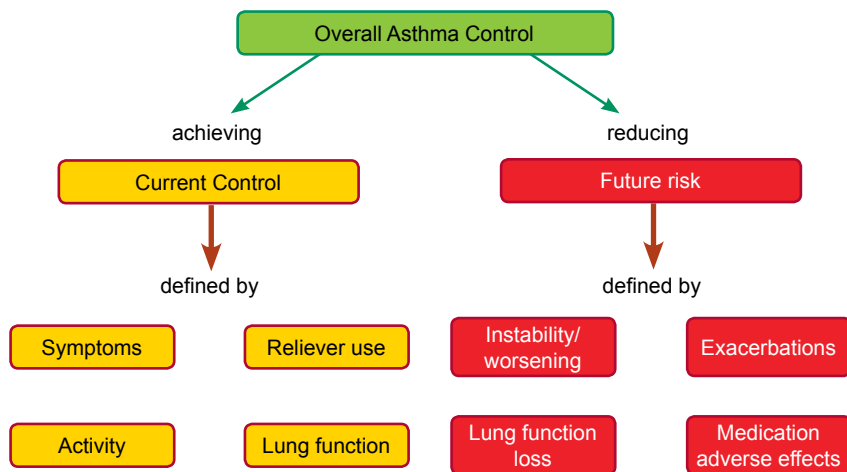 Overall Asthma Control
achieving
reducing
Current Control
Future risk
defined by
defined by
Symptoms
Reliever use
Instability/
worsening
Exacerbations
Activity
Lung function
Lung function
loss
Medication
adverse effects